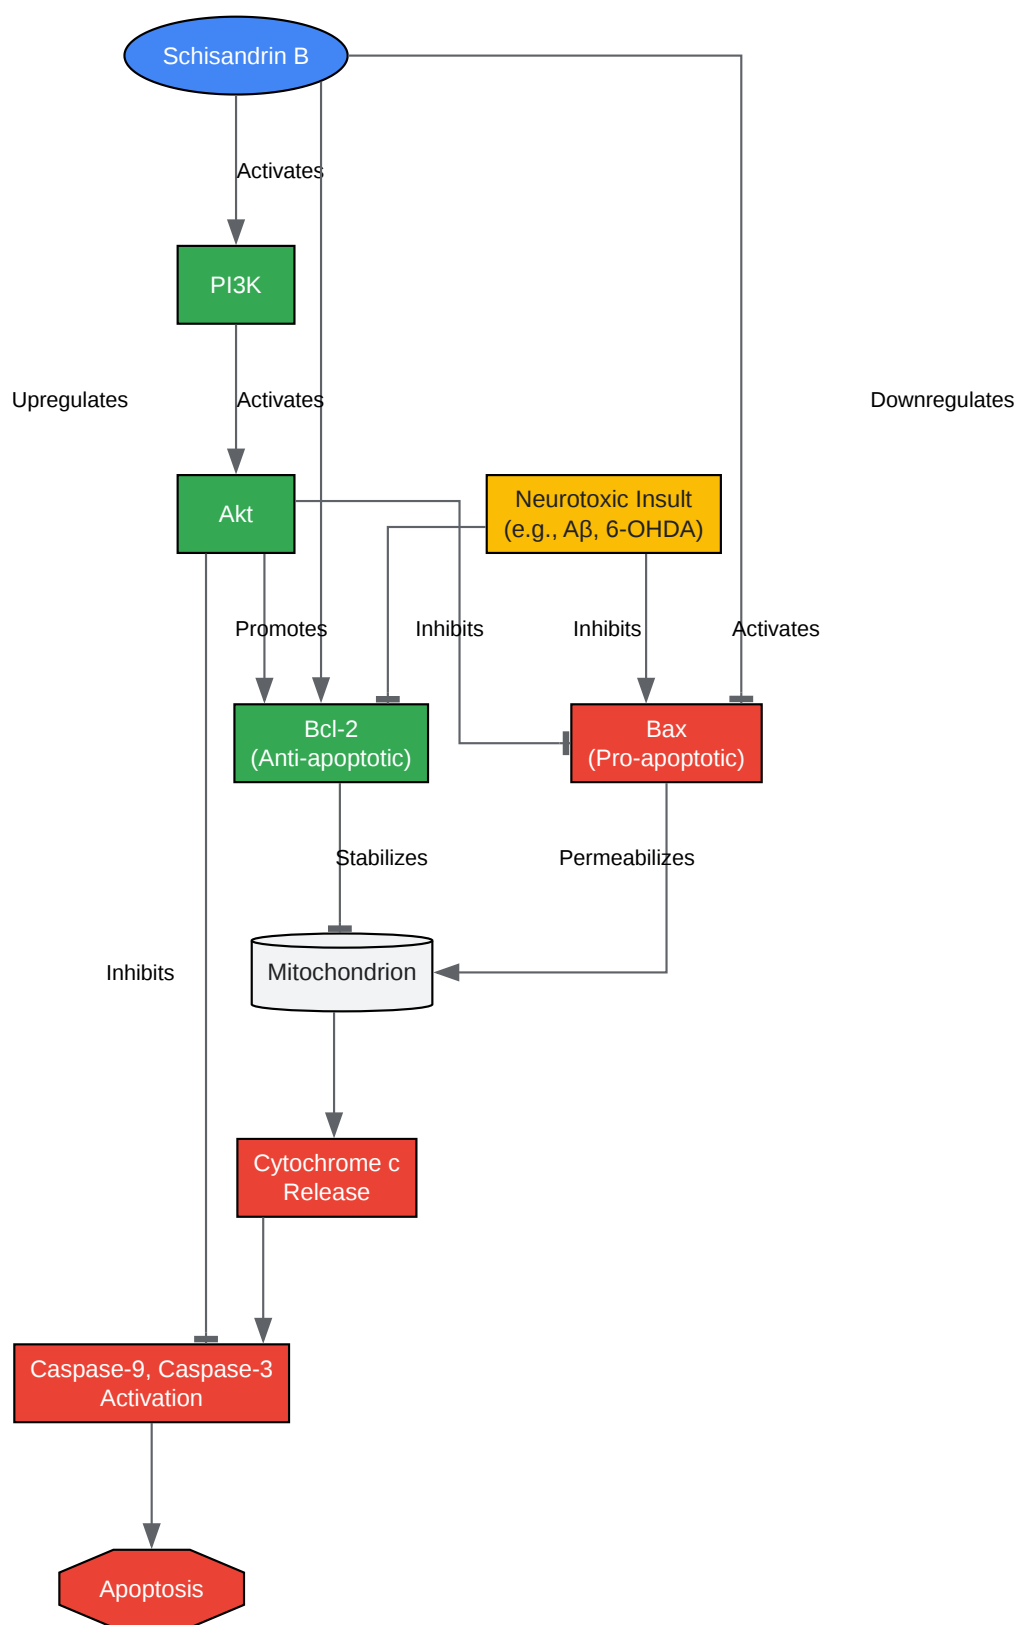 Schisandrin B
Activates
PI3K
Upregulates
Activates
Downregulates
Akt
Neurotoxic Insult
(e.g., Aβ, 6-OHDA)
Promotes
Inhibits
Inhibits
Activates
Bcl-2
(Anti-apoptotic)
Bax
(Pro-apoptotic)
Stabilizes
Permeabilizes
Mitochondrion
Inhibits
Cytochrome c
Release
Caspase-9, Caspase-3
Activation
Apoptosis